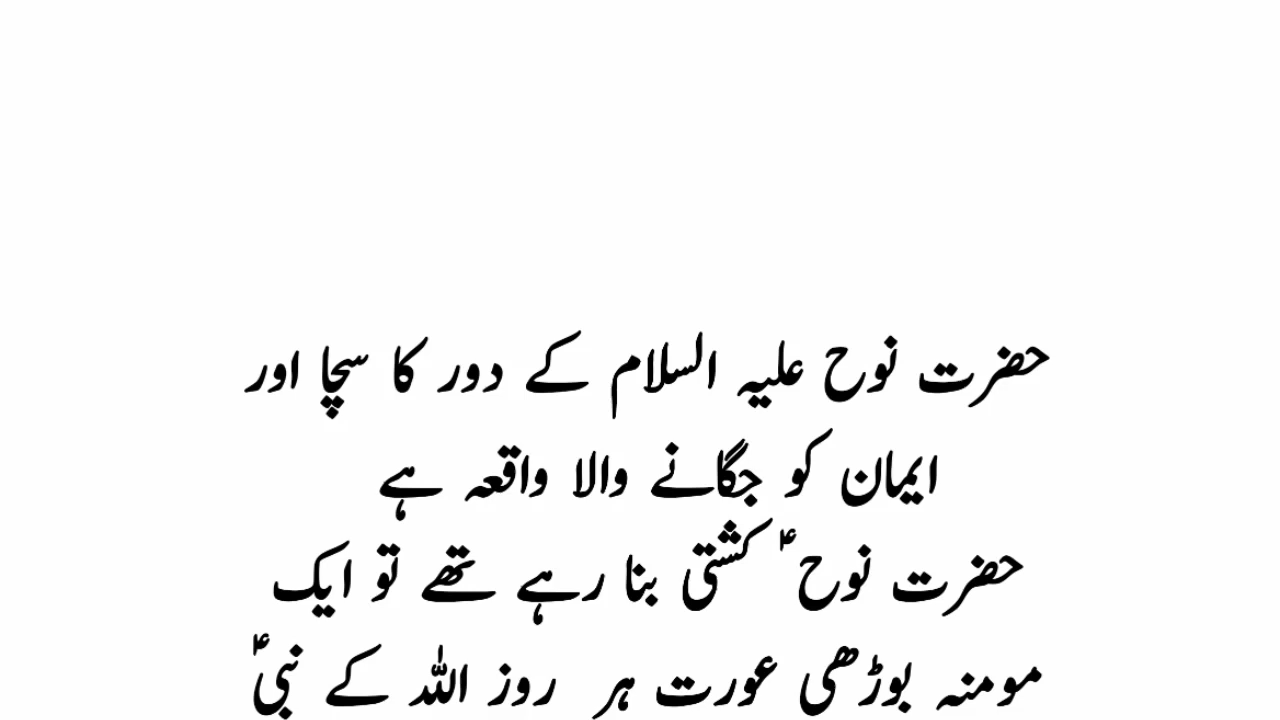 حضرت نوح علیہ السلام کے دور کا سچا اور
ایمان کو جگانے والا واقعہ ہے
حضرت نوح ؑ کشتی بنا رہے تھے تو ایک
مومنہ بوڑھی عورت ہر روز اللہ کے نبیؑ